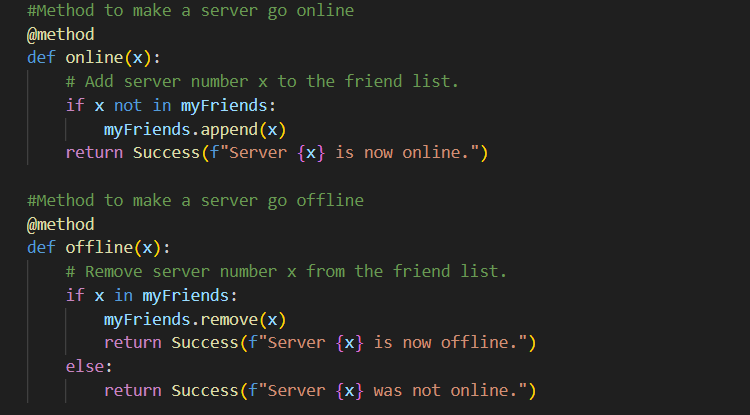 #Method to make a server go online
@method
def online(x):
    # Add server number x to the friend list.
    if x not in myFriends:
        myFriends.append(x)
    return Success(f"Server {x} is now online.")

#Method to make a server go offline
@method
def offline(x):
    # Remove server number x from the friend list.
    if x in myFriends:
        myFriends.remove(x)
        return Success(f"Server {x} is now offline.")
    else:
        return Success(f"Server {x} was not online.")